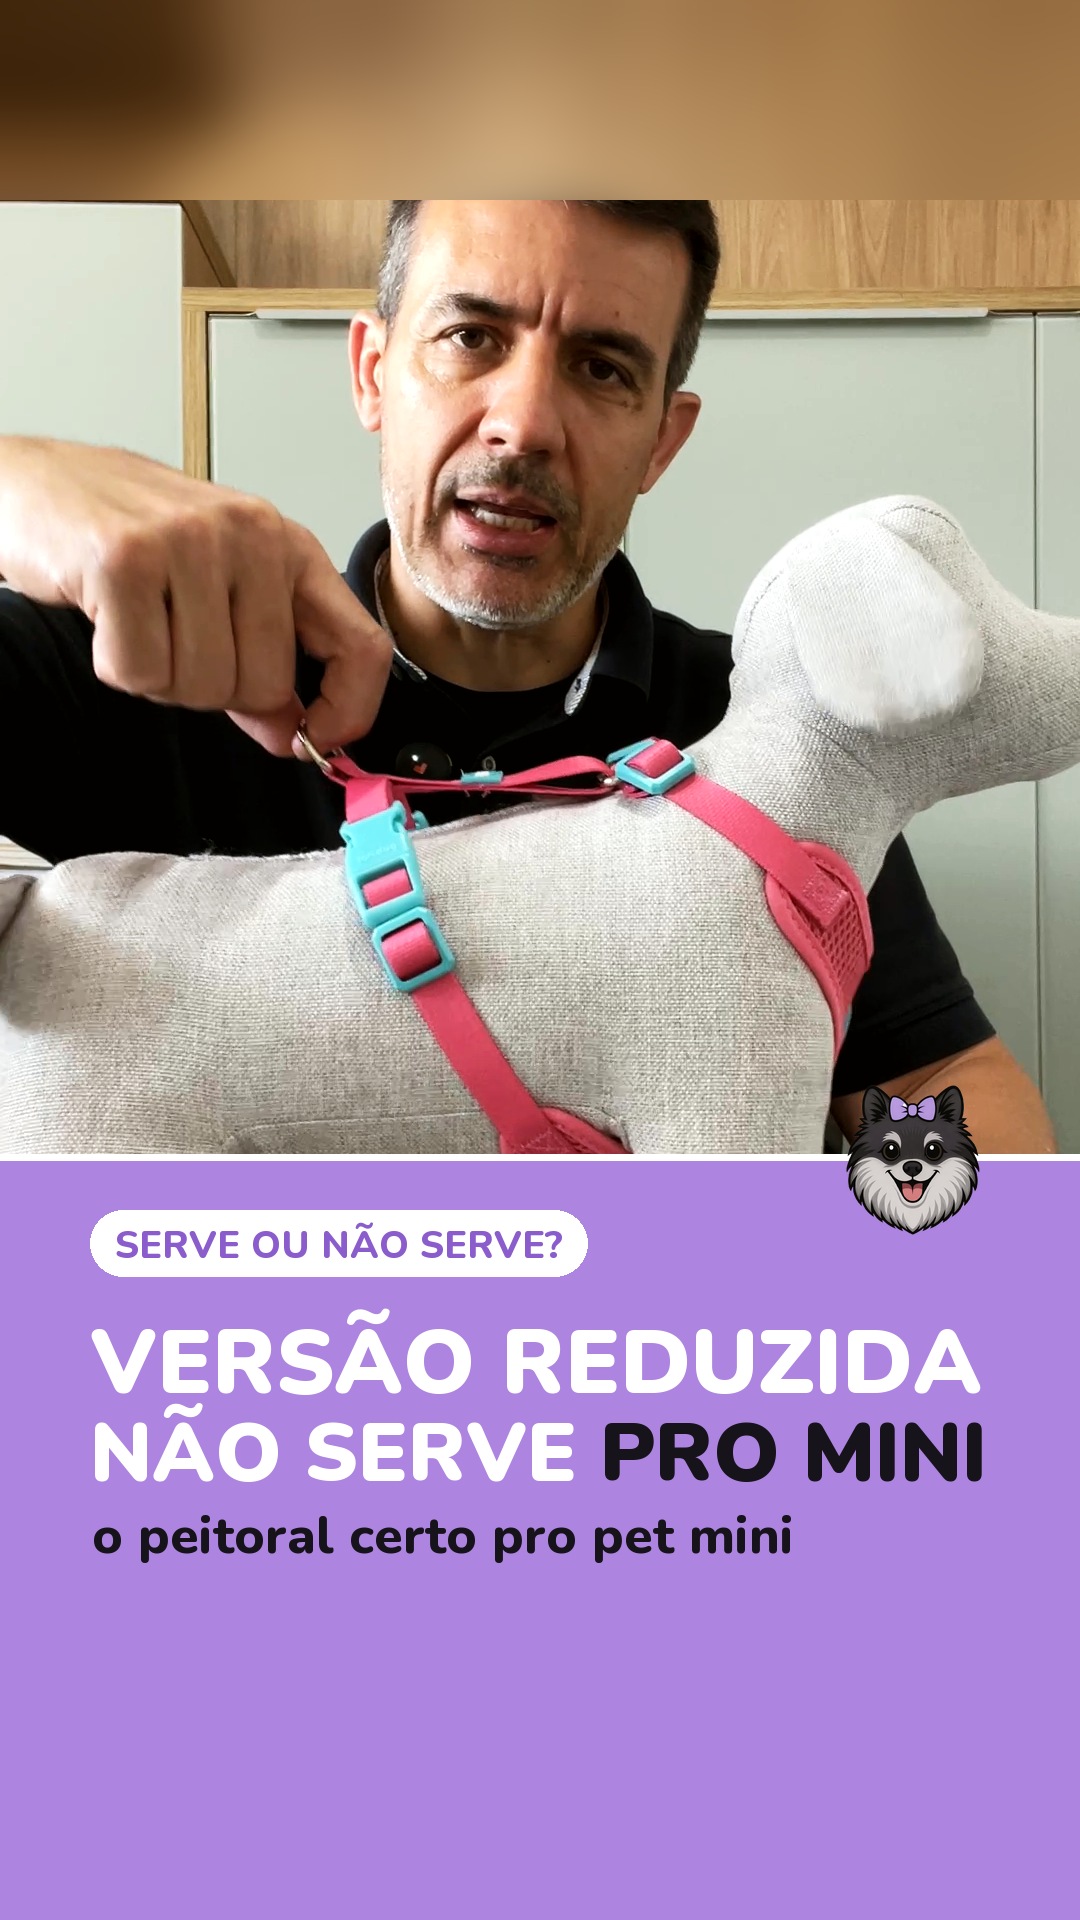 SERVE OU NÃO SERVE?
VERSÃO REDUZIDA
NÃO SERVE PRO MINI
o peitoral certo pro pet mini